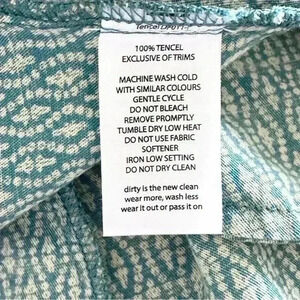 Tencel
100% TENCEL
EXCLUSIVE OF TRIMS
MACHINE WASH COLD
WITH SIMILAR COLOURS
GENTLE CYCLE
DO NOT BLEACH
REMOVE PROMPTLY
TUMBLE DRY LOW HEAT
DO NOT USE FABRIC
SOFTENER
IRON LOW SETTING
DO NOT DRY CLEAN
dirty is the new clean
wear more, wash less
wear it out or pass it on